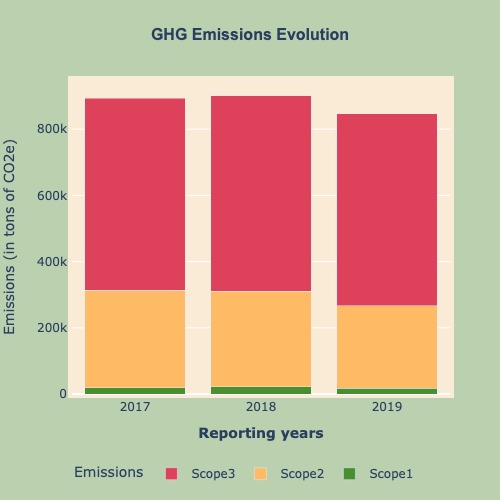 GHG Emissions Evolution
Emissions (in tons of CO2e)
800k
600k
400k
200k
0
2017 2018 2019
Reporting years
Emissions Scope3 Scope2 Scope1